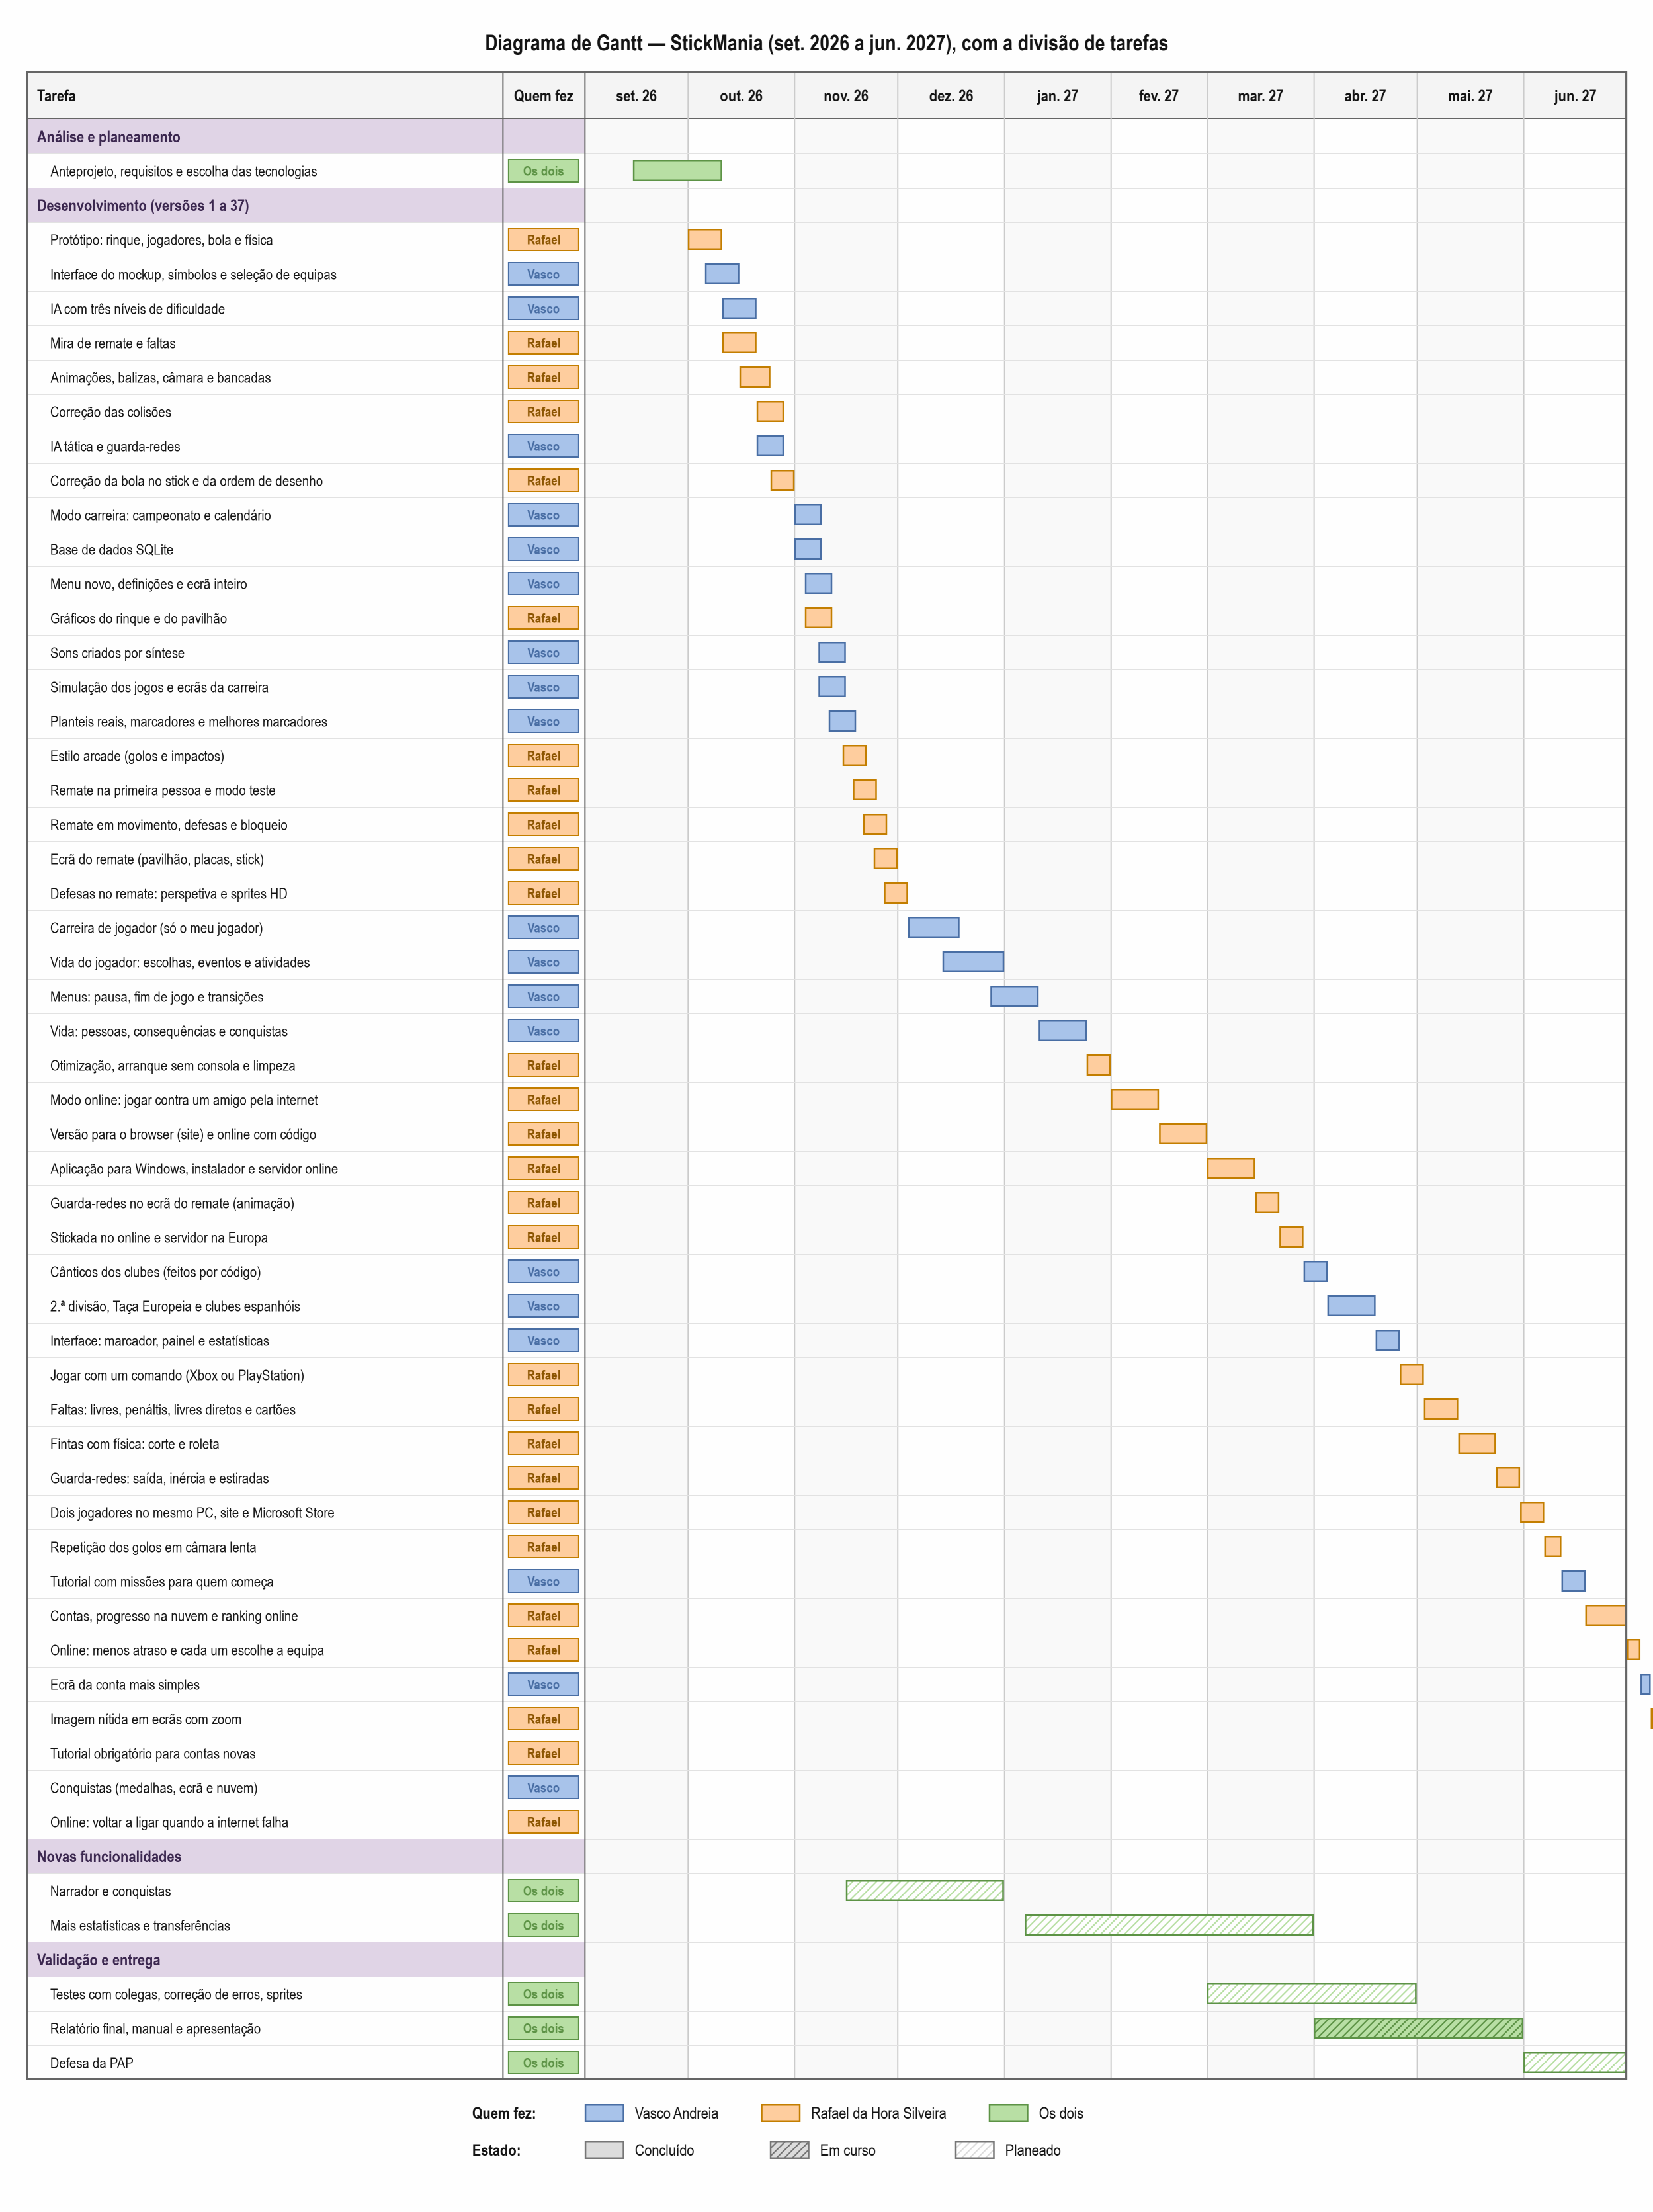 Diagrama de Gantt — StickMania (set. 2026 a jun. 2027), com a divisão de tarefas
Tarefa Quem fez set. 26 out. 26 nov. 26 dez. 26 jan. 27 fev. 27 mar. 27 abr. 27 mai. 27 jun. 27
Análise e planeamento
Anteprojeto, requisitos e escolha das tecnologias Os dois
Desenvolvimento (versões 1 a 37)
Protótipo: rinque, jogadores, bola e física Rafael
Interface do mockup, símbolos e seleção de equipas Vasco
IA com três níveis de dificuldade Vasco
Mira de remate e faltas Rafael
Animações, balizas, câmara e bancadas Rafael
Correção das colisões Rafael
IA tática e guarda-redes Vasco
Correção da bola no stick e da ordem de desenho Rafael
Modo carreira: campeonato e calendário Vasco
Base de dados SQLite Vasco
Menu novo, definições e ecrã inteiro Vasco
Gráficos do rinque e do pavilhão Rafael
Sons criados por síntese Vasco
Simulação dos jogos e ecrãs da carreira Vasco
Planteis reais, marcadores e melhores marcadores Vasco
Estilo arcade (golos e impactos) Rafael
Remate na primeira pessoa e modo teste Rafael
Remate em movimento, defesas e bloqueio Rafael
Ecrã do remate (pavilhão, placas, stick) Rafael
Defesas no remate: perspetiva e sprites HD Rafael
Carreira de jogador (só o meu jogador) Vasco
Vida do jogador: escolhas, eventos e atividades Vasco
Menus: pausa, fim de jogo e transições Vasco
Vida: pessoas, consequências e conquistas Vasco
Otimização, arranque sem consola e limpeza Rafael
Modo online: jogar contra um amigo pela internet Rafael
Versão para o browser (site) e online com código Rafael
Aplicação para Windows, instalador e servidor online Rafael
Guarda-redes no ecrã do remate (animação) Rafael
Stickada no online e servidor na Europa Rafael
Cânticos dos clubes (feitos por código) Vasco
2.ª divisão, Taça Europeia e clubes espanhóis Vasco
Interface: marcador, painel e estatísticas Vasco
Jogar com um comando (Xbox ou PlayStation) Rafael
Faltas: livres, penáltis, livres diretos e cartões Rafael
Fintas com física: corte e roleta Rafael
Guarda-redes: saída, inércia e estiradas Rafael
Dois jogadores no mesmo PC, site e Microsoft Store Rafael
Repetição dos golos em câmara lenta Rafael
Tutorial com missões para quem começa Vasco
Contas, progresso na nuvem e ranking online Rafael
Online: menos atraso e cada um escolhe a equipa Rafael
Ecrã da conta mais simples Vasco
Imagem nítida em ecrãs com zoom Rafael
Tutorial obrigatório para contas novas Rafael
Conquistas (medalhas, ecrã e nuvem) Vasco
Online: voltar a ligar quando a internet falha Rafael
Novas funcionalidades
Narrador e conquistas Os dois
Mais estatísticas e transferências Os dois
Validação e entrega
Testes com colegas, correção de erros, sprites Os dois
Relatório final, manual e apresentação Os dois
Defesa da PAP Os dois
Quem fez: Vasco Andreia Rafael da Hora Silveira Os dois
Estado: Concluído Em curso Planeado